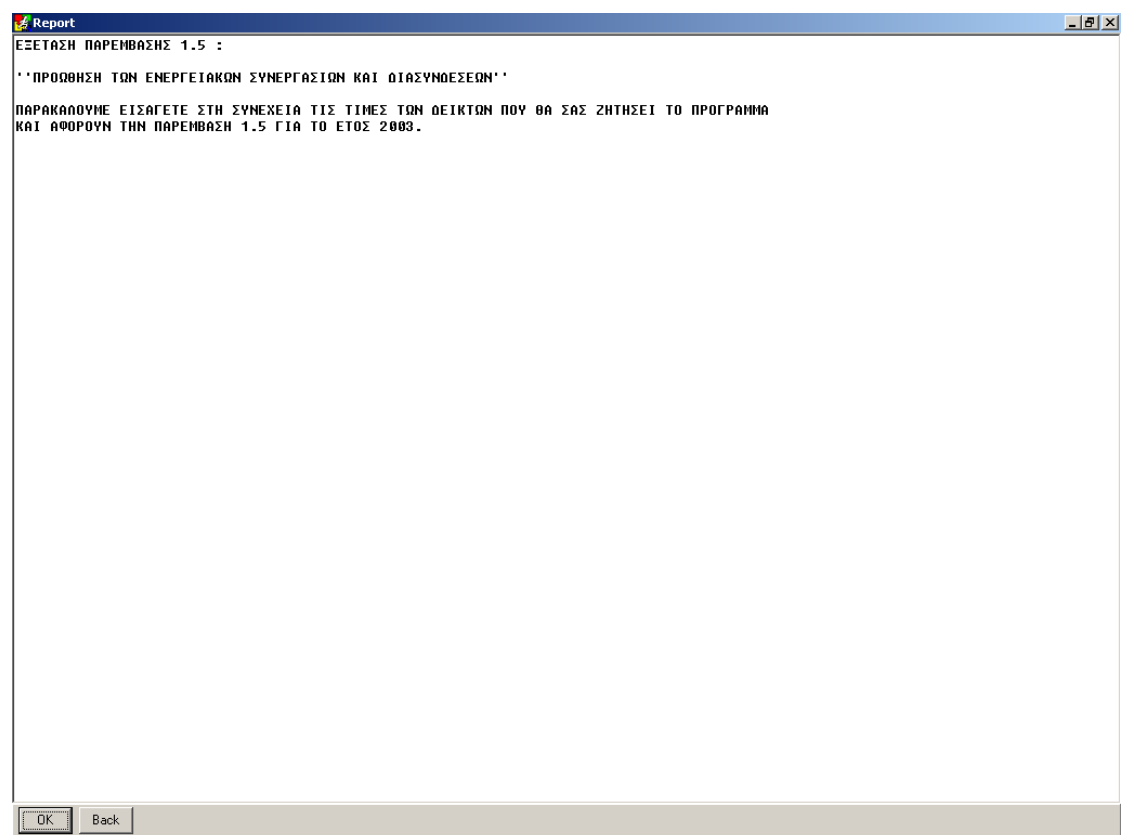 Report
ΕΞΕΤΑΣΗ ΠΑΡΕΜΒΑΣΗΣ 1.5 :
''ΠΡΟΩΘΗΣΗ ΤΩΝ ΕΝΕΡΓΕΙΑΚΩΝ ΣΥΝΕΡΓΑΣΙΩΝ ΚΑΙ ΔΙΑΣΥΝΔΕΣΕΩΝ''
ΠΑΡΑΚΑΛΟΥΜΕ ΕΙΣΑΓΕΤΕ ΣΤΗ ΣΥΝΕΧΕΙΑ ΤΙΣ ΤΙΜΕΣ ΤΩΝ ΔΕΙΚΤΩΝ ΠΟΥ ΘΑ ΣΑΣ ΖΗΤΗΣΕΙ ΤΟ ΠΡΟΓΡΑΜΜΑ
ΚΑΙ ΑΦΟΡΟΥΝ ΤΗΝ ΠΑΡΕΜΒΑΣΗ 1.5 ΓΙΑ ΤΟ ΕΤΟΣ 2003.
OK Back